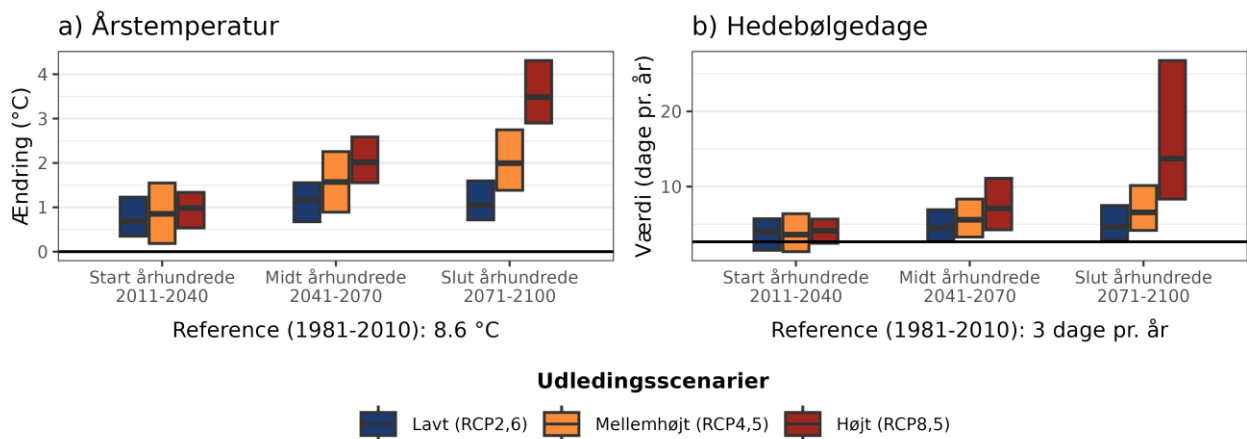 a) Årstemperatur
Ændring (°C)
4
3
2
1
0
Start århundrede
2011-2040
Midt århundrede
2041-2070
Slut århundrede
2071-2100
Reference (1981-2010): 8.6 °C
b) Hedebølgedage
Værdi (dage pr. år)
20
10
Start århundrede
2011-2040
Midt århundrede
2041-2070
Slut århundrede
2071-2100
Reference (1981-2010): 3 dage pr. år
Udledingsscenarier
Lavt (RCP2,6)
Mellemhøjt (RCP4,5)
Højt (RCP8,5)